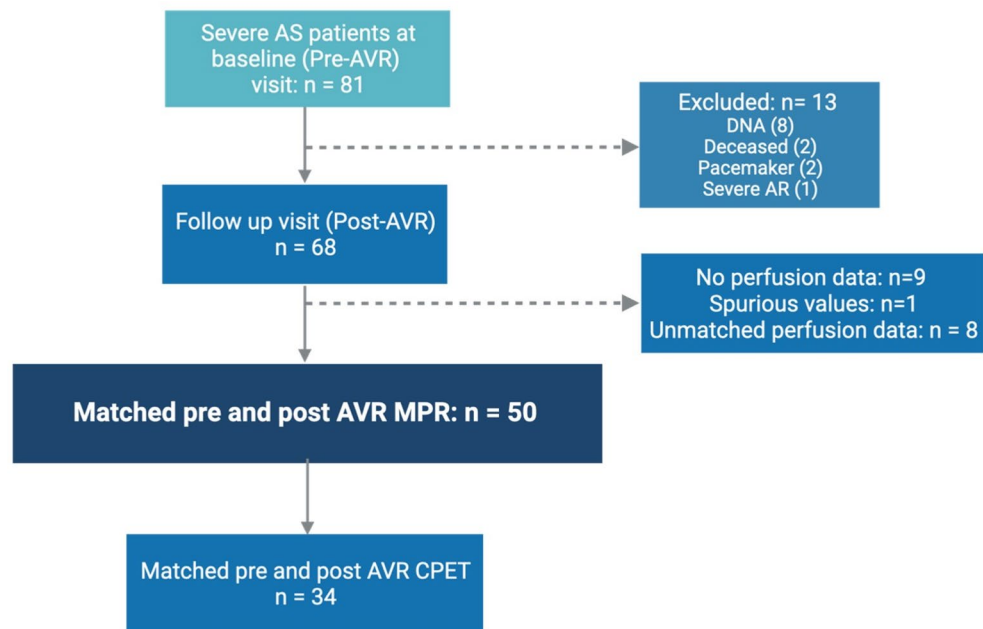 Severe AS patients at
baseline (Pre-AVR)
visit: n = 81
Excluded: n= 13
DNA (8)
Deceased (2)
Pacemaker (2)
Severe AR (1)
Follow up visit (Post-AVR)
n = 68
No perfusion data: n=9
Spurious values: n=1
Unmatched perfusion data: n = 8
Matched pre and post AVR MPR: n = 50
Matched pre and post AVR CPET
n = 34